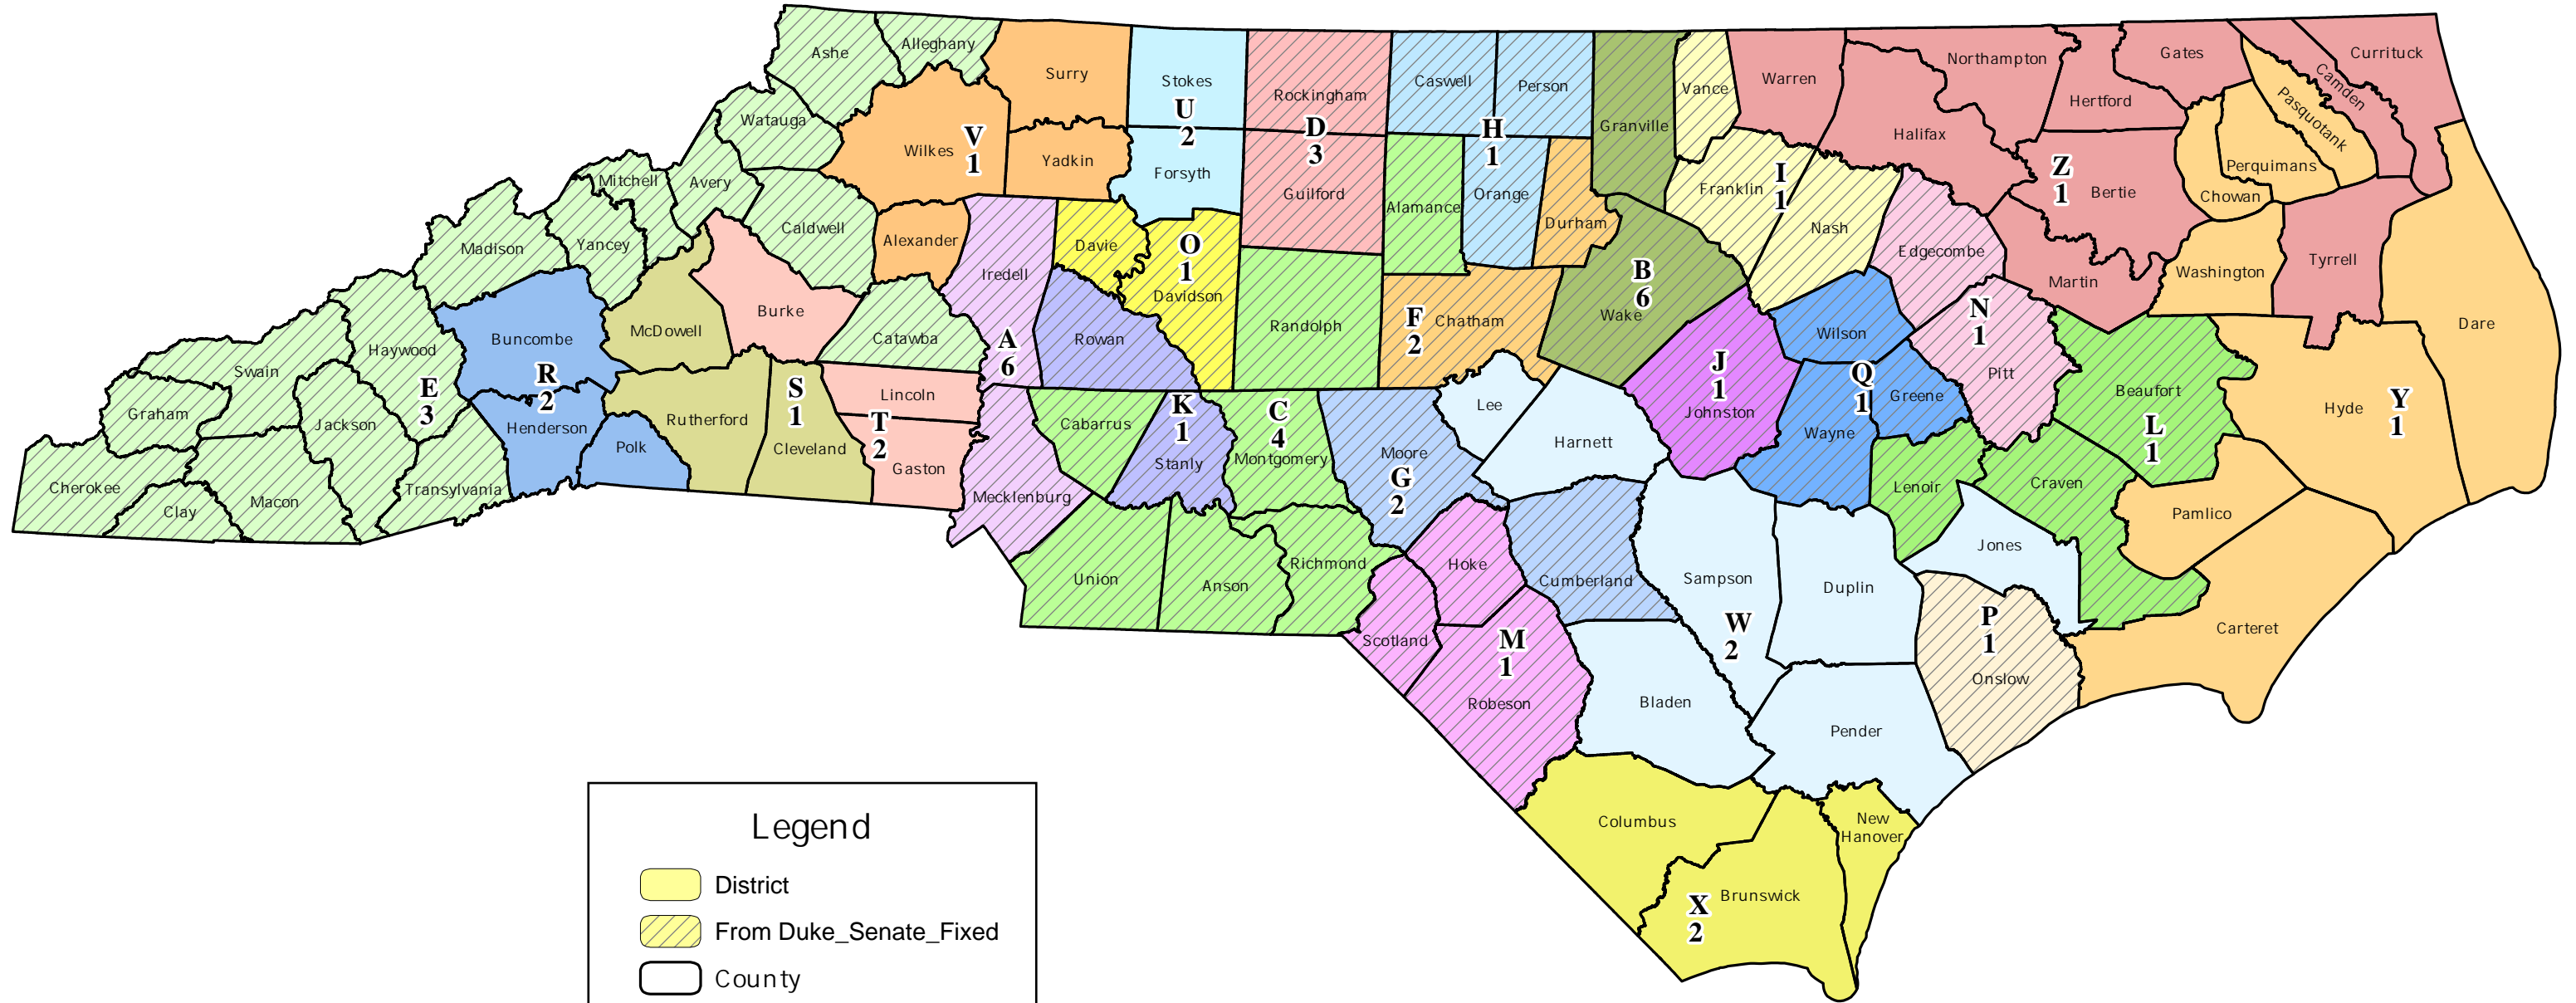 Ashe
Alleghany
Surry
Stokes
Rockingham
Caswell
Person
Granville
Vance
Warren
Northampton
Gates
Camden
Currituck
Hertford
Pasquotank
Halifax
Perquimans
Chowan
Bertie
Z
1
Watauga
Wilkes
V
1
Yadkin
U
2
Forsyth
D
3
Guilford
H
1
Alamance
Orange
Durham
Franklin
I
1
Nash
Edgecombe
Martin
Washington
Tyrrell
Dare
Mitchell
Avery
Caldwell
Alexander
Iredell
Davie
O
1
Davidson
Randolph
F
2
Chatham
B
6
Wake
Madison
Yancey
Buncombe
McDowell
Burke
Catawba
A
6
Rowan
J
1
Johnston
Wilson
Q
1
Greene
Wayne
N
1
Pitt
Beaufort
L
1
Hyde
Y
1
Swain
Haywood
Graham
Jackson
E
3
R
2
Henderson
Polk
Rutherford
S
1
Cleveland
Lincoln
T
2
Gaston
Cabarrus
K
1
Stanly
C
4
Montgomery
Moore
G
2
Lee
Harnett
Cherokee
Clay
Macon
Transylvania
Mecklenburg
Union
Anson
Richmond
Hoke
Cumberland
Sampson
W
2
Duplin
Lenoir
Craven
Jones
Pamlico
Carteret
P
1
Onslow
Scotland
M
1
Robeson
Bladen
Pender
Columbus
New
Hanover
X
2
Brunswick
Legend
District
From Duke_Senate_Fixed
County